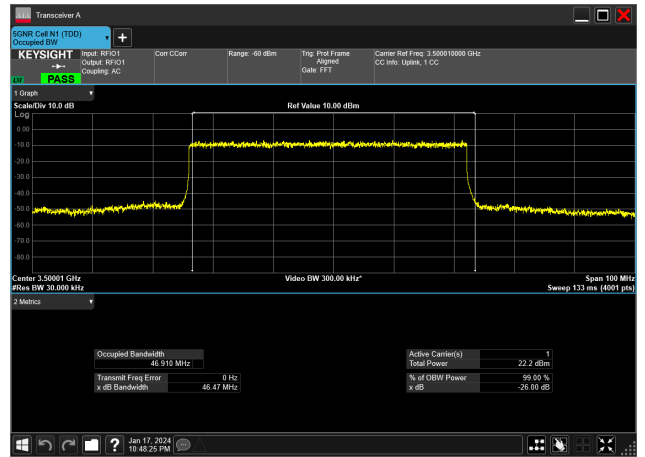 Transceiver A
5GNR Cell N1 (TDD)
Occupied BW
KEYSIGHT Input: RFIO1 Corr CCorr Range: -60 dBm Trig: Prot Frame Carrier Ref Freq: 3.500010000 GHz
Output: RFIO1 Aligned CC Info: Uplink, 1 CC
Coupling: AC Gate: FFT
PASS
1 Graph
Scale/Div 10.0 dB Ref Value 10.00 dBm
Log
0.00
-10.0
-20.0
-30.0
-40.0
-50.0
-60.0
-70.0
-80.0
Center 3.50001 GHz Video BW 300.00 kHz* Span 100 MHz
#Res BW 30.000 kHz Sweep 133 ms (4001 pts)
2 Metrics
Occupied Bandwidth Active Carrier(s) 1
46.910 MHz Total Power 22.2 dBm
Transmit Freq Error 0 Hz % of OBW Power 99.00 %
x dB Bandwidth 46.47 MHz x dB -26.00 dB
? Jan 17, 2024
10:48:25 PM